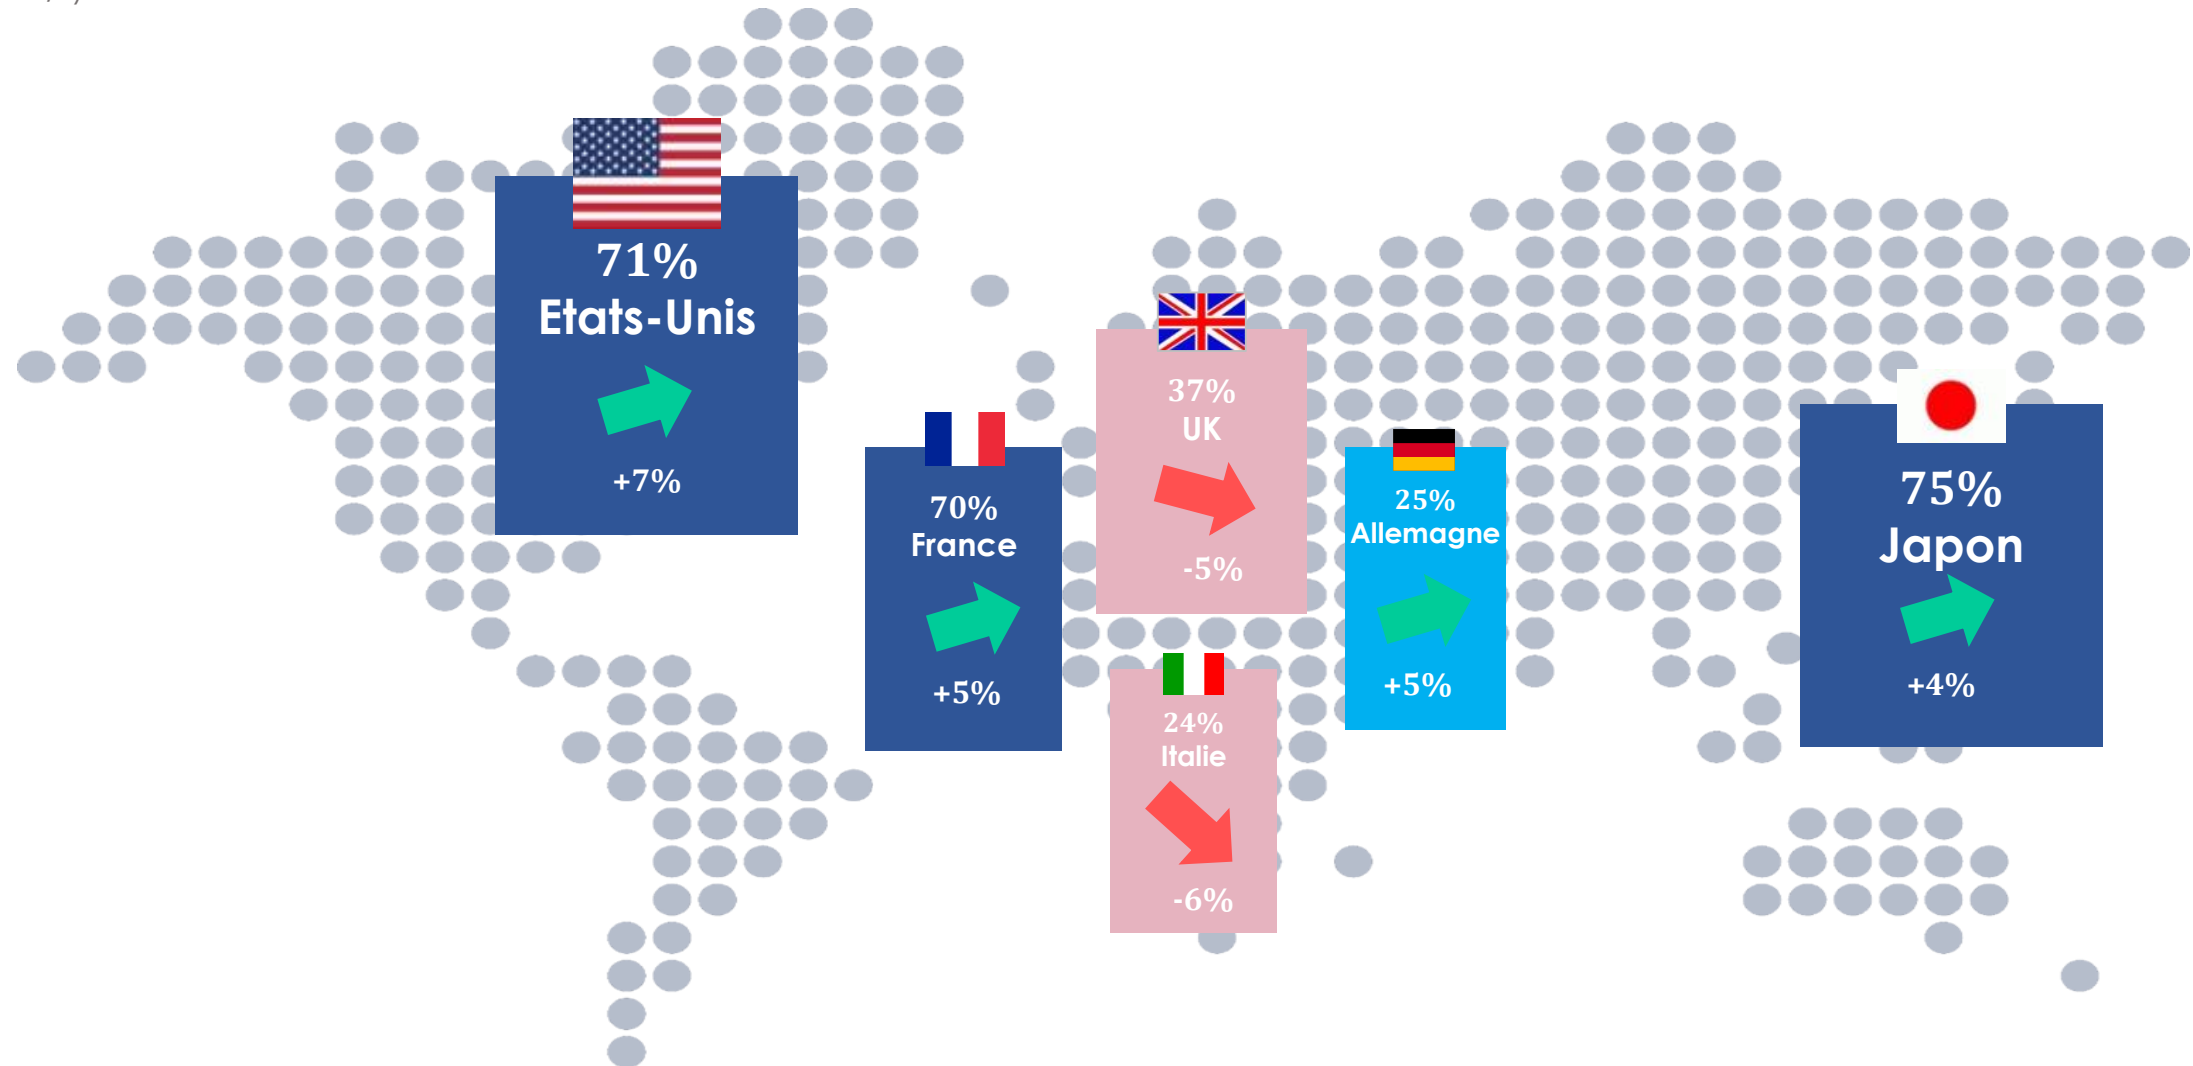 71%
Etats-Unis
+7%
70%
France
+5%
37%
UK
-5%
24%
Italie
-6%
25%
Allemagne
+5%
75%
Japon
+4%